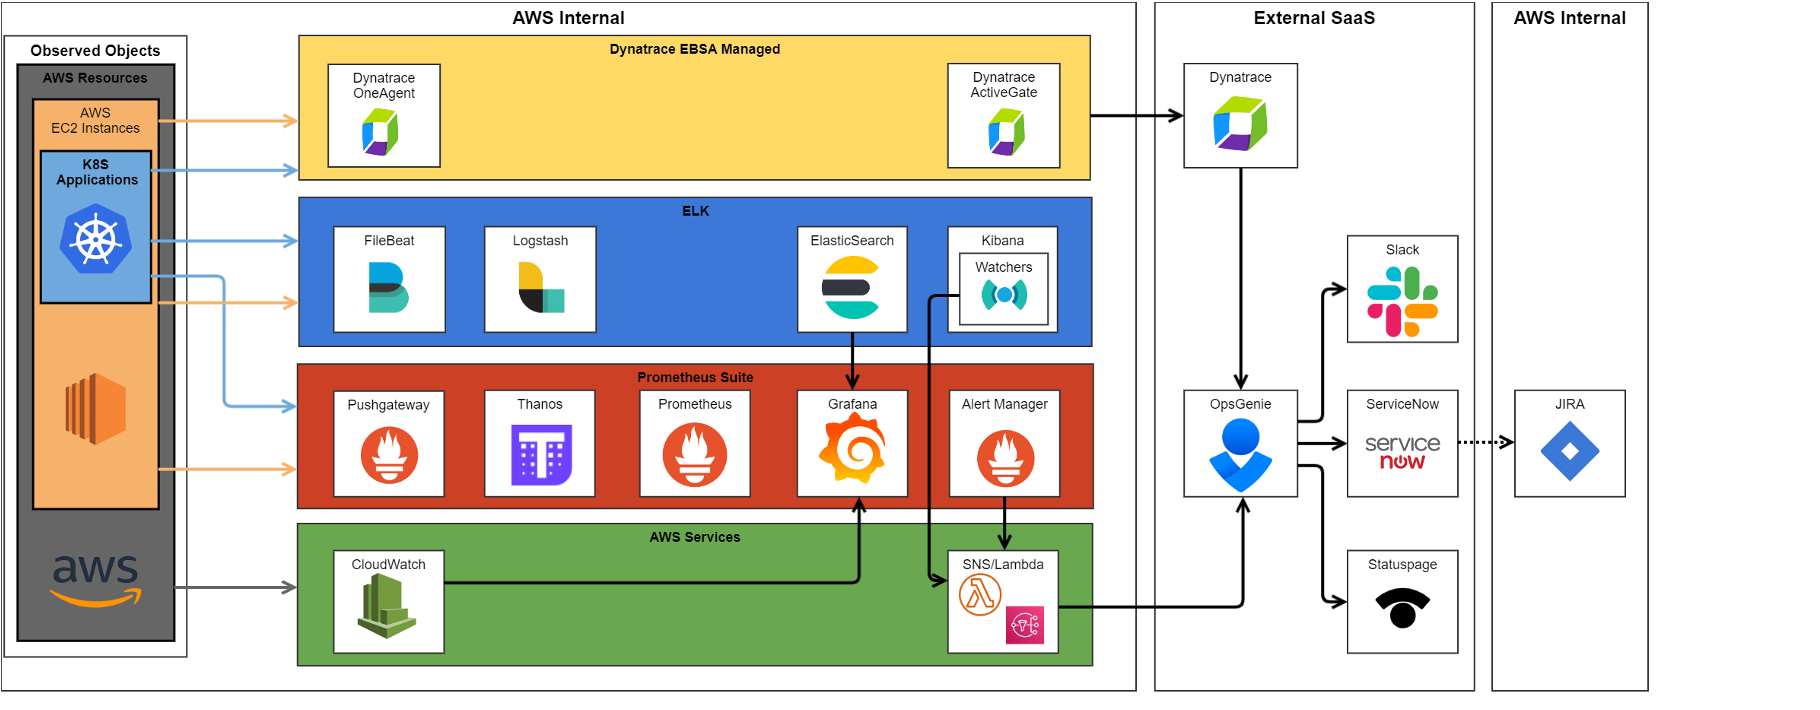 AWS Internal
External SaaS
AWS Internal
Observed Objects
AWS Resources
AWS
EC2 Instances
K8S
Applications
aws
Dynatrace EBSA Managed
Dynatrace
OneAgent
Dynatrace
ActiveGate
ELK
FileBeat
Logstash
ElasticSearch
Kibana
Watchers
Prometheus Suite
Pushgateway
Thanos
T
Prometheus
Grafana
Alert Manager
AWS Services
CloudWatch
SNS/Lambda
Dynatrace
OpsGenie
Slack
ServiceNow
service
now
Statuspage
JIRA